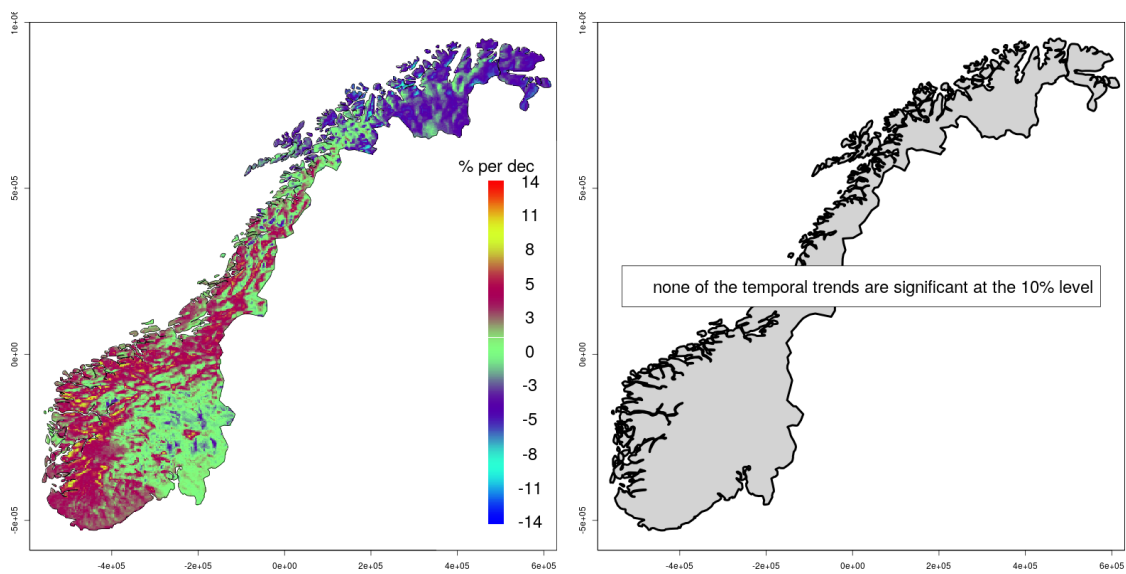 1e+06
5e+05
0e+00
-5e+05
% per dec
14
11
8
5
3
0
-3
-5
-8
-11
-14
-4e+05 -2e+05 0e+00 2e+05 4e+05 6e+05
1e+06
5e+05
0e+00
-5e+05
none of the temporal trends are significant at the 10% level
-4e+05 -2e+05 0e+00 2e+05 4e+05 6e+05